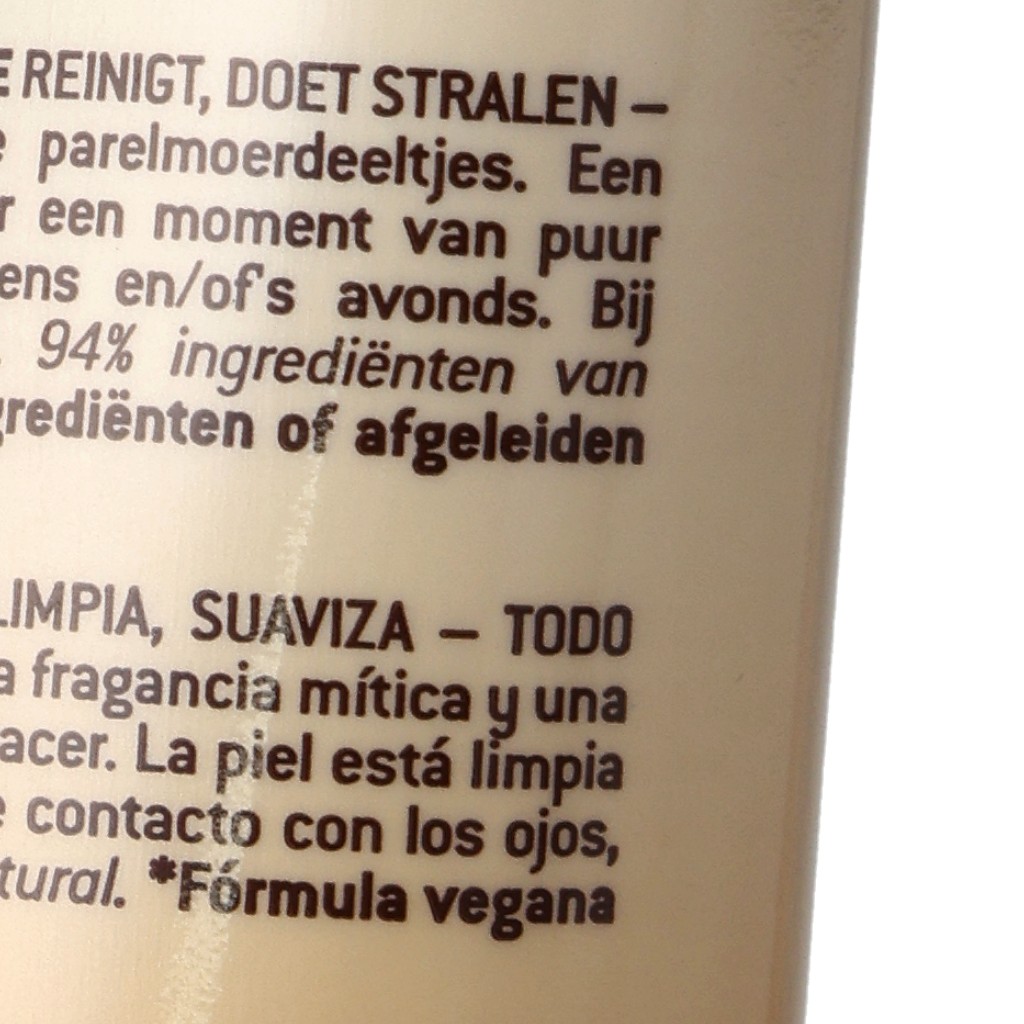 E REINIGT, DOET STRALEN –
e parelmoerdeeltjes. Een
r een moment van puur
ens en/of's avonds. Bij
94% ingrediënten van
grediënten of afgeleiden
LIMPIA, SUAVIZA – TODO
a fragancia mítica y una
acer. La piel está limpia
e contacto con los ojos,
tural. *Fórmula vegana